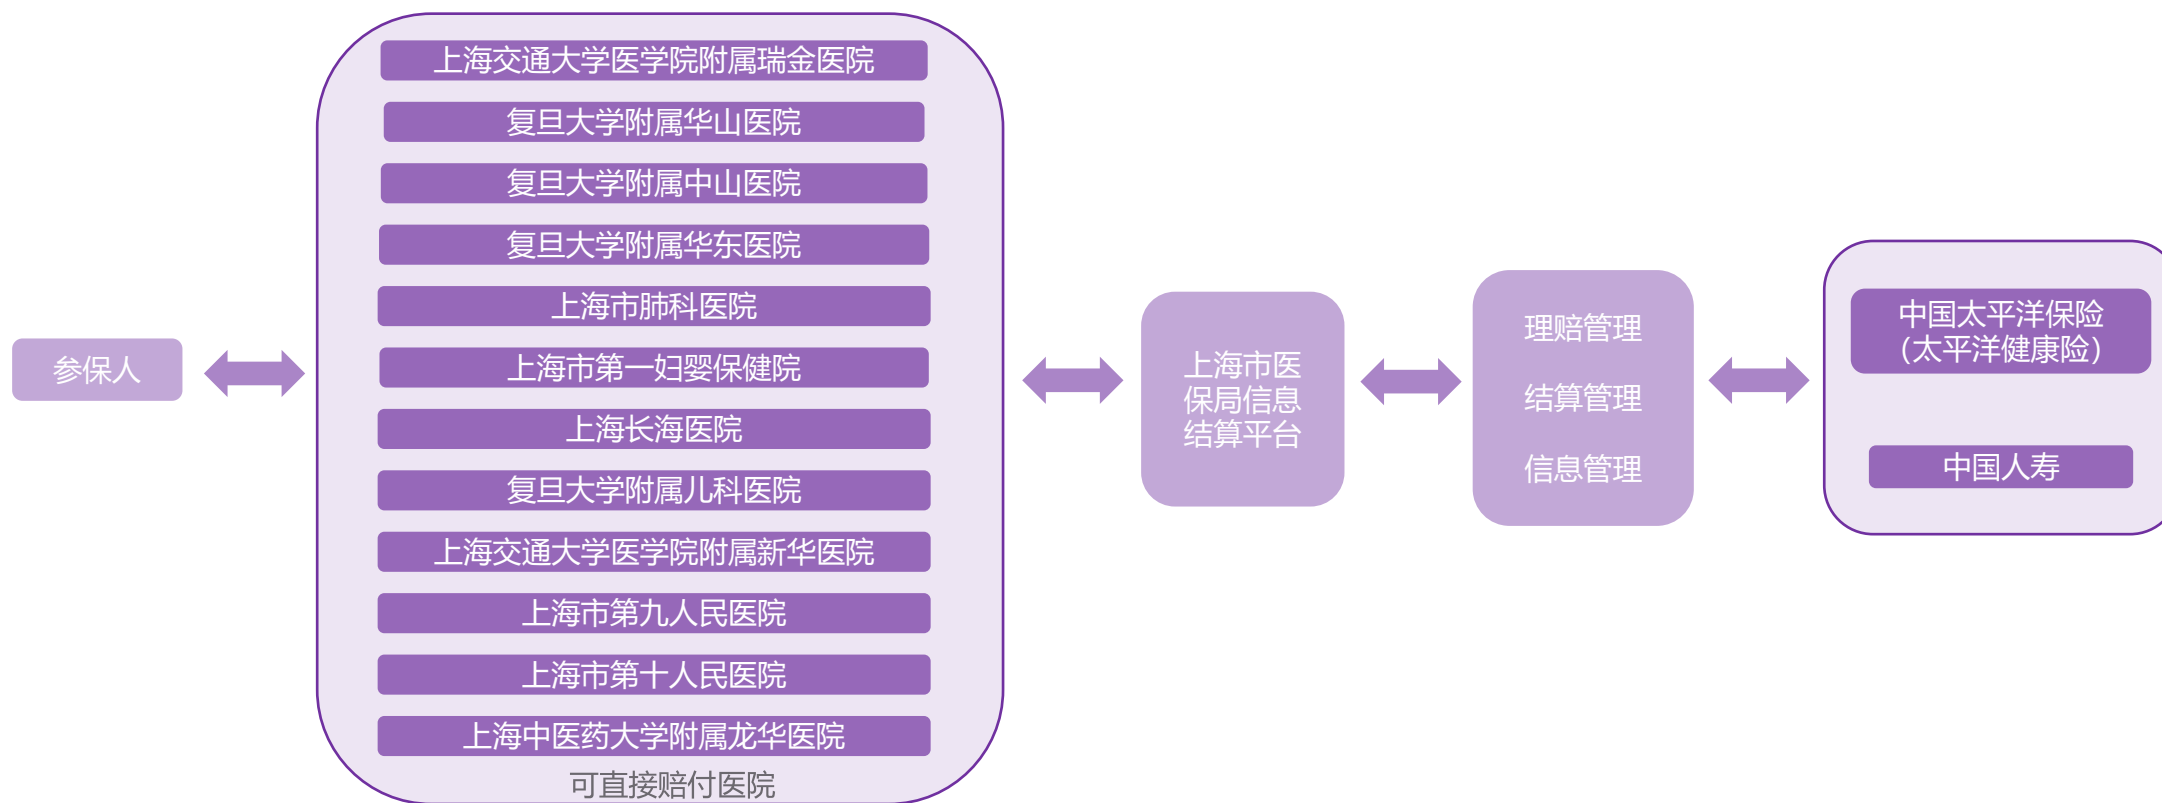 参保人
上海交通大学医学院附属瑞金医院
复旦大学附属华山医院
复旦大学附属中山医院
复旦大学附属华东医院
上海市肺科医院
上海市第一妇婴保健院
上海长海医院
复旦大学附属儿科医院
上海交通大学医学院附属新华医院
上海市第九人民医院
上海市第十人民医院
上海中医药大学附属龙华医院
可直接赔付医院
上海市医
保局信息
结算平台
理赔管理
结算管理
信息管理
中国太平洋保险
（太平洋健康险）
中国人寿